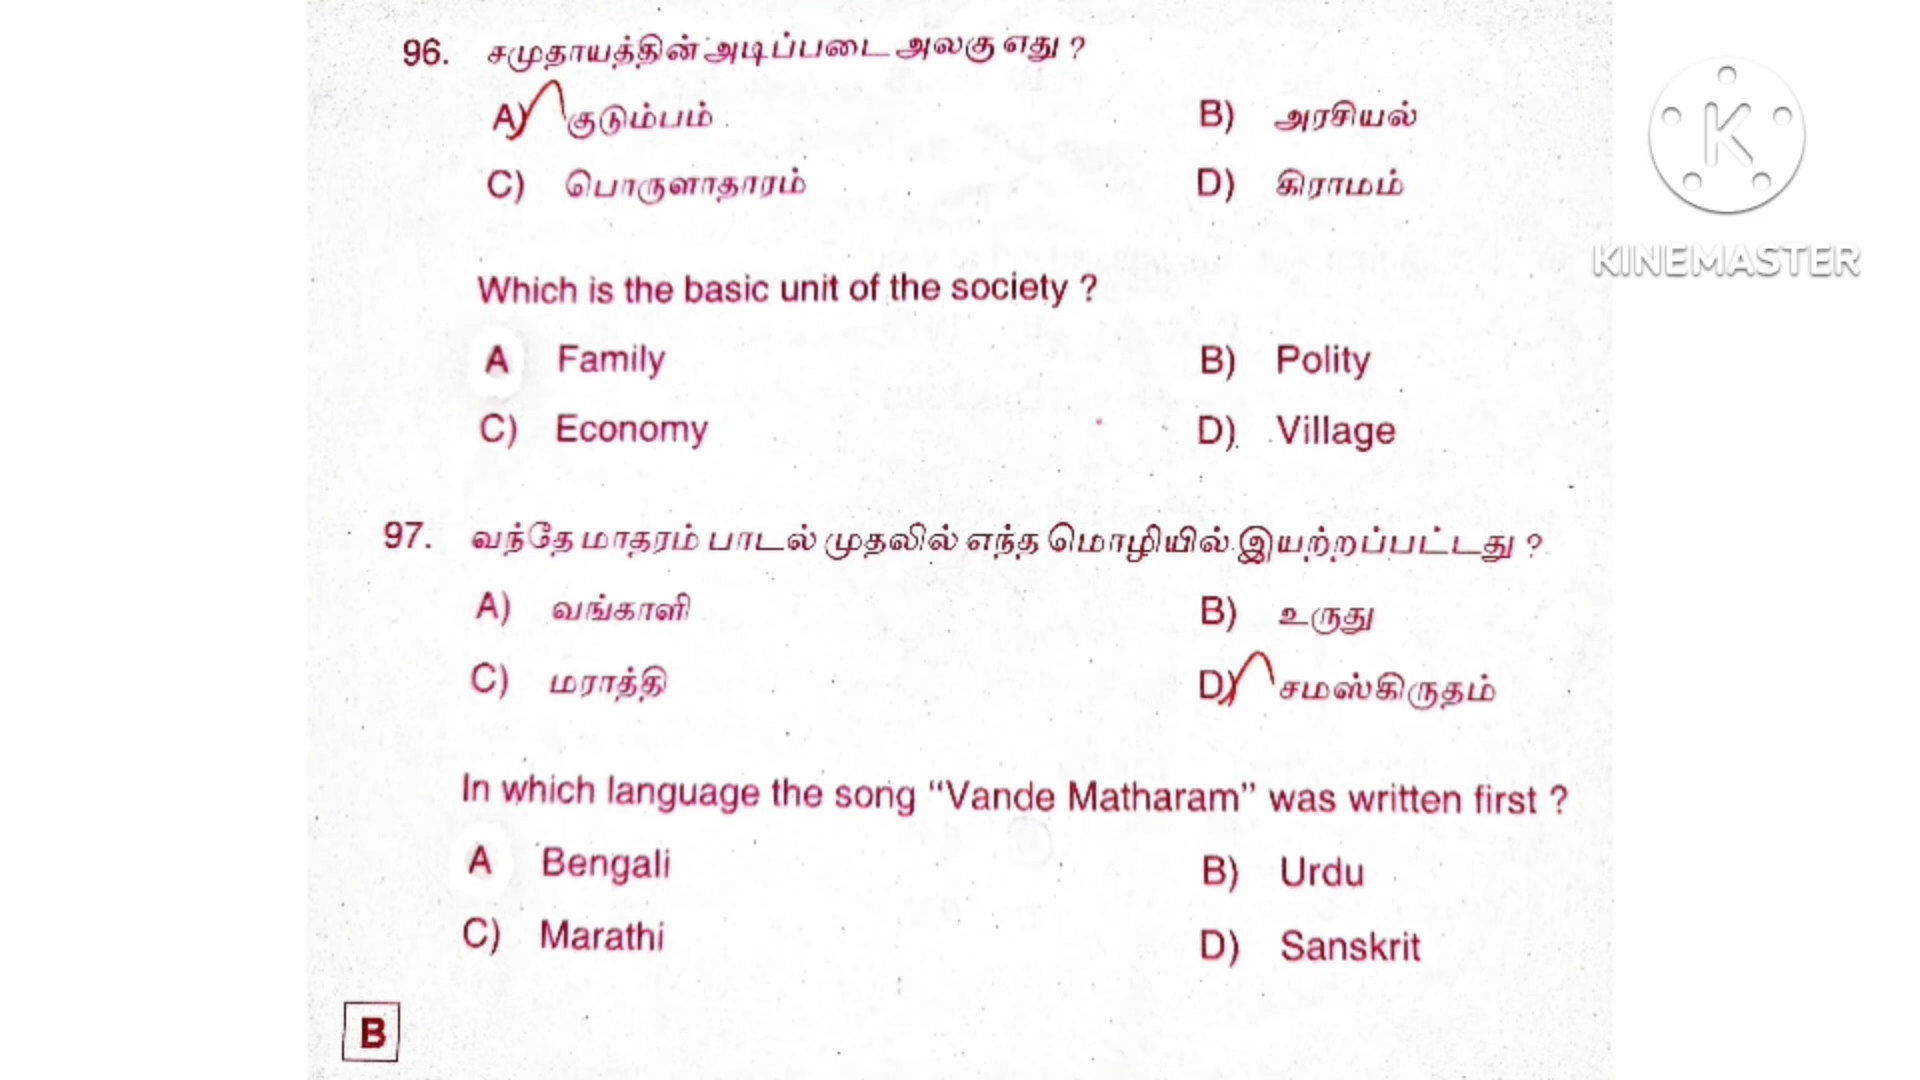 96. சமுதாயத்தின் அடிப்படை அலகு எது ?
A) குடும்பம் B) அரசியல்
C) பொருளாதாரம் D) கிராமம்
K
KINEMASTER
Which is the basic unit of the society ?
A Family B) Polity
C) Economy D) Village
97. வந்தே மாதரம் பாடல் முதலில் எந்த மொழியில் இயற்றப்பட்டது ?
A) வங்காளி B) உருது
C) மராத்தி D) சமஸ்கிருதம்
In which language the song “Vande Matharam” was written first ?
A Bengali B) Urdu
C) Marathi D) Sanskrit
B